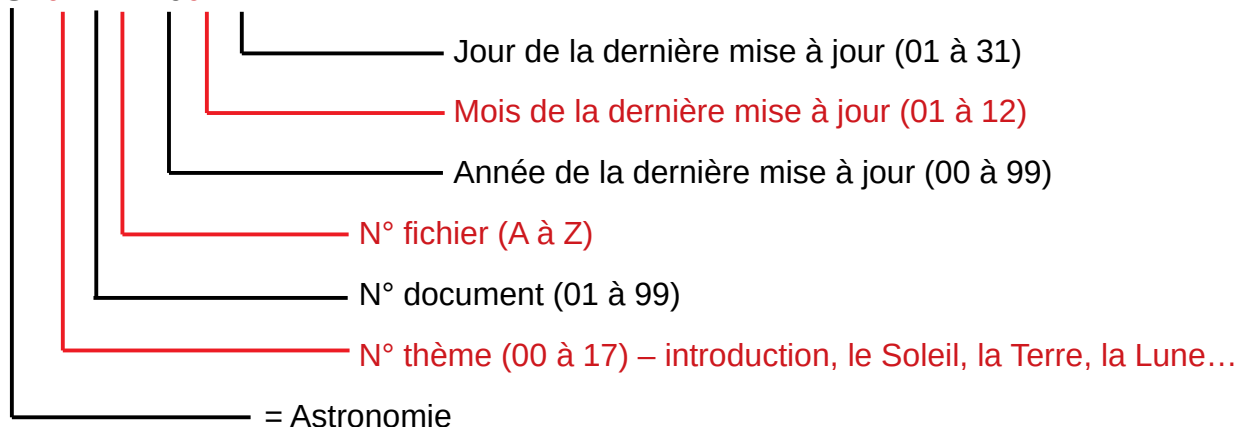 Jour de la dernière mise à jour (01 à 31)
Mois de la dernière mise à jour (01 à 12)
Année de la dernière mise à jour (00 à 99)
N° fichier (A à Z)
N° document (01 à 99)
N° thème (00 à 17) – introduction, le Soleil, la Terre, la Lune…
= Astronomie